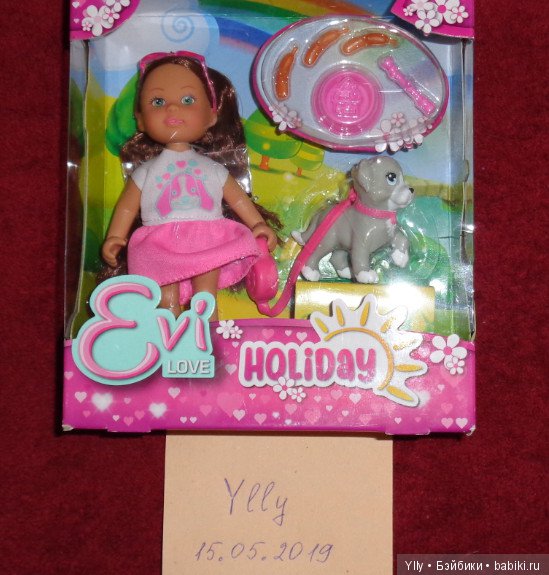 Evi
LOVE
HOLiDAY
Ylly
15.05.2019
Ylly • Бэйбики • babiki.ru